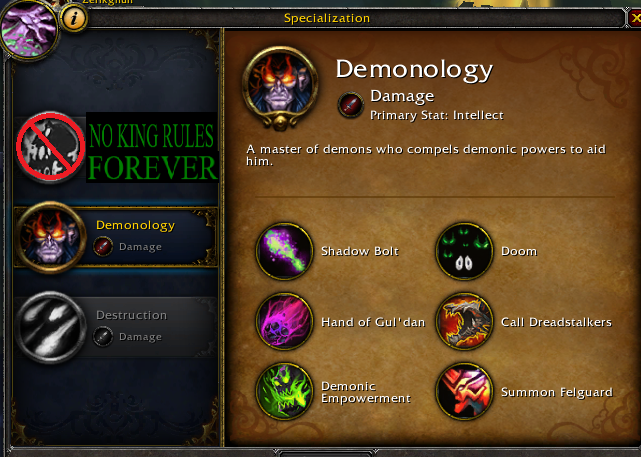 Specialization
NO KING RULES
FOREVER
Demonology
Damage
Destruction
Damage
Demonology
Damage
Primary Stat: Intellect
A master of demons who compels demonic powers to aid
him.
Shadow Bolt
Doom
Hand of Gul'dan
Call Dreadstalkers
Demonic
Empowerment
Summon Felguard